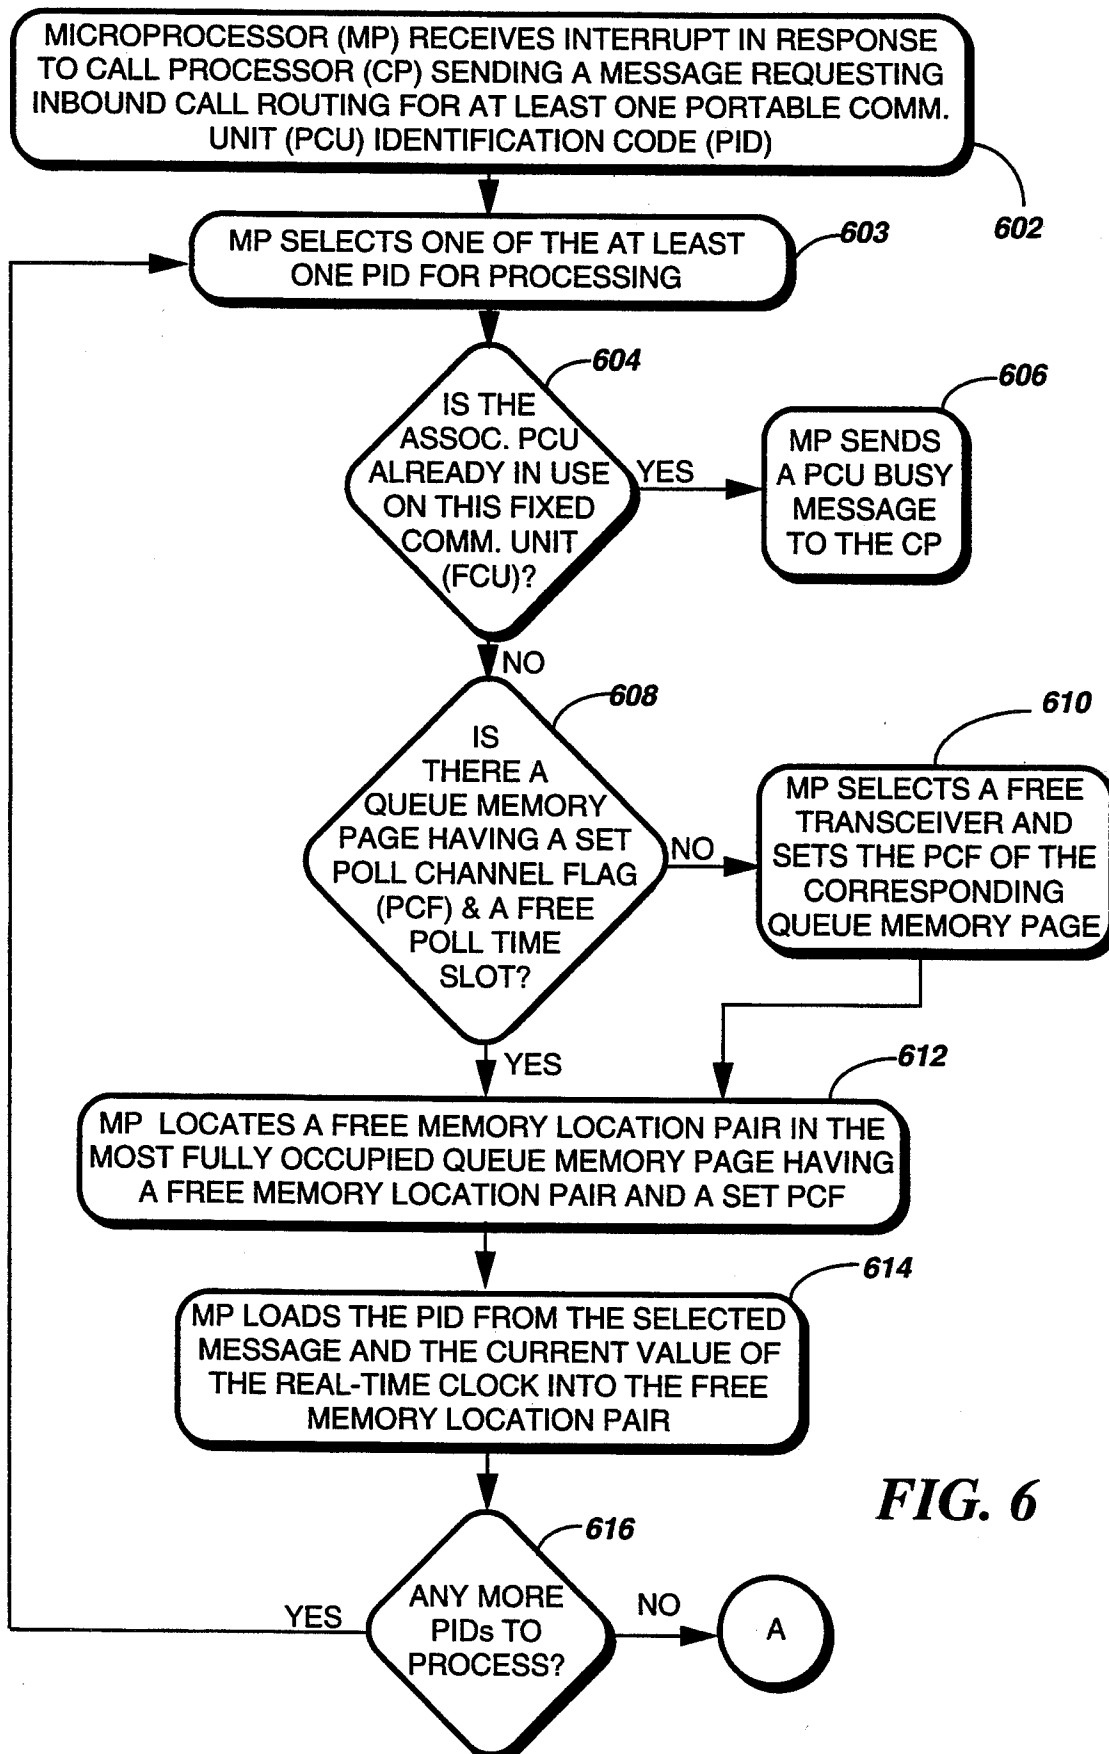 MICROPROCESSOR (MP) RECEIVES INTERRUPT IN RESPONSE
TO CALL PROCESSOR (CP) SENDING A MESSAGE REQUESTING
INBOUND CALL ROUTING FOR AT LEAST ONE PORTABLE COMM.
UNIT (PCU) IDENTIFICATION CODE (PID)
602
MP SELECTS ONE OF THE AT LEAST
ONE PID FOR PROCESSING
603
604
IS THE
ASSOC. PCU
ALREADY IN USE
ON THIS FIXED
COMM. UNIT
(FCU)?
YES
606
MP SENDS
A PCU BUSY
MESSAGE
TO THE CP
NO
608
IS
THERE A
QUEUE MEMORY
PAGE HAVING A SET
POLL CHANNEL FLAG
(PCF) & A FREE
POLL TIME
SLOT?
NO
610
MP SELECTS A FREE
TRANSCEIVER AND
SETS THE PCF OF THE
CORRESPONDING
QUEUE MEMORY PAGE
YES
612
MP LOCATES A FREE MEMORY LOCATION PAIR IN THE
MOST FULLY OCCUPIED QUEUE MEMORY PAGE HAVING
A FREE MEMORY LOCATION PAIR AND A SET PCF
614
MP LOADS THE PID FROM THE SELECTED
MESSAGE AND THE CURRENT VALUE OF
THE REAL-TIME CLOCK INTO THE FREE
MEMORY LOCATION PAIR
FIG. 6
616
ANY MORE
PIDs TO
PROCESS?
YES
NO
A